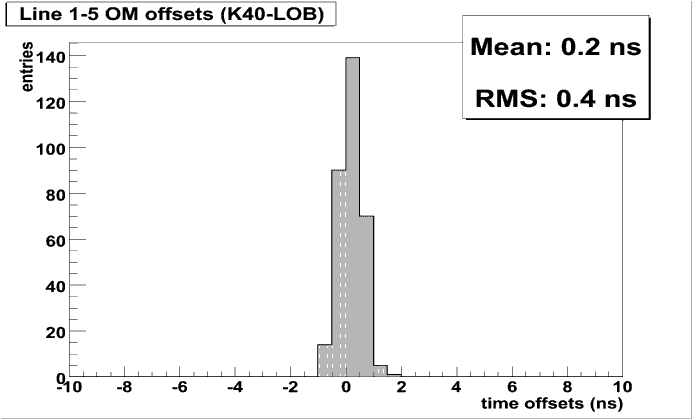 Line 1-5 OM offsets (K40-LOB)
Mean: 0.2 ns
RMS: 0.4 ns
entries
140
120
100
80
60
40
20
0
-10 -8 -6 -4 -2 0 2 4 6 8 10
time offsets (ns)